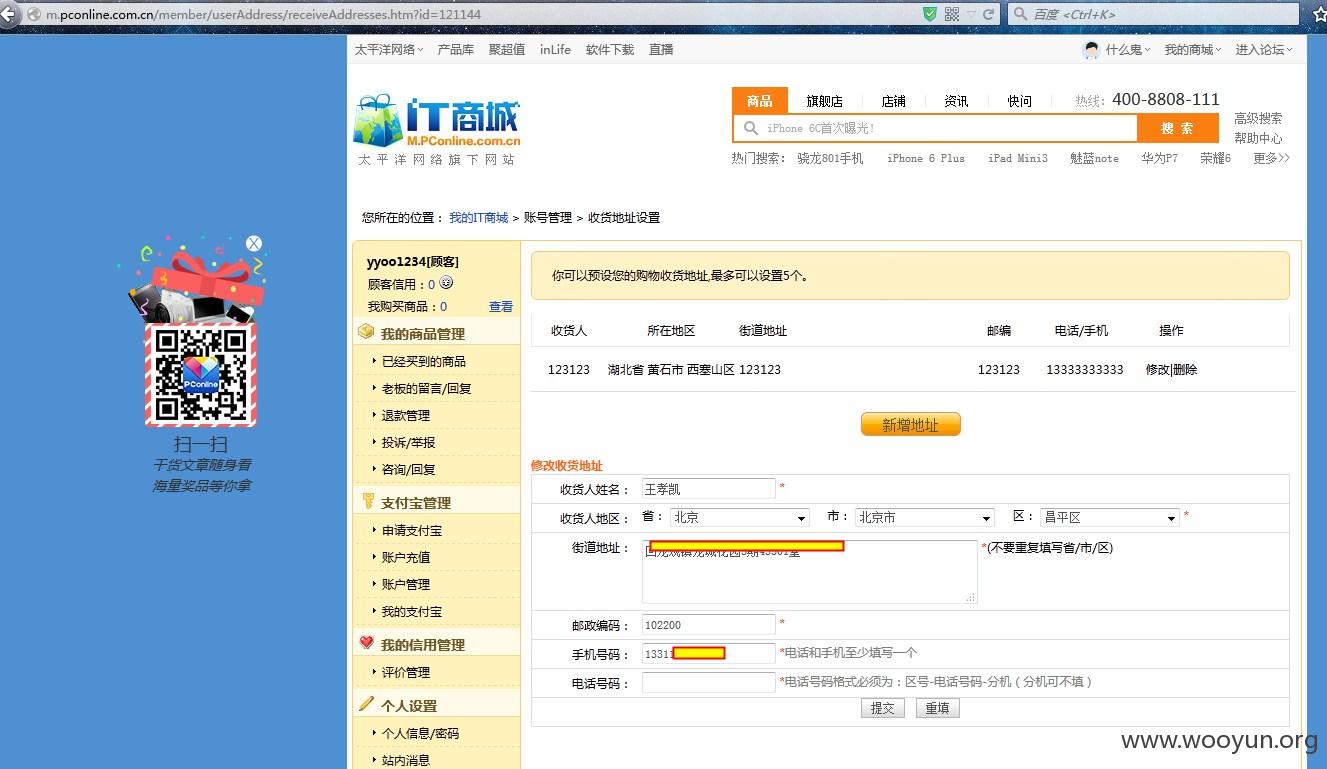 m.pconline.com.cn/member/userAddress/receiveAddresses.htm?id=121144
百度 <Ctrl+K>
太平洋网络 产品库 聚超值 inLife 软件下载 直播 什么鬼 我的商城 进入论坛
iT商城
M.PConline.com.cn
太平洋网络旗下网站
商品 旗舰店 店铺 资讯 快问 热线：400-8808-111
iPhone 6C首次曝光！ 搜 索
高级搜索
帮助中心
热门搜索： 骁龙801手机 iPhone 6 Plus iPad Mini3 魅蓝note 华为P7 荣耀6 更多>>
您所在的位置： 我的IT商城 > 账号管理 > 收货地址设置
X
PConline
扫一扫
干货文章随身看
海量奖品等你拿
yyoo1234[顾客]
顾客信用：0
我购买商品：0 查看
我的商品管理
已经买到的商品
老板的留言/回复
退款管理
投诉/举报
咨询/回复
支付宝管理
申请支付宝
账户充值
账户管理
我的支付宝
我的信用管理
评价管理
个人设置
个人信息/密码
站内消息
你可以预设您的购物收货地址,最多可以设置5个。
收货人 所在地区 街道地址 邮编 电话/手机 操作
123123 湖北省 黄石市 西塞山区 123123 123123 13333333333 修改|删除
新增地址
修改收货地址
收货人姓名： 王孝凯 *
收货人地区： 省： 北京 市： 北京市 区： 昌平区 *
街道地址： *(不要重复填写省/市/区)
邮政编码： 102200 *
手机号码： 1331 *电话和手机至少填写一个
电话号码： *电话号码格式必须为：区号-电话号码-分机（分机可不填）
提交 重填
www.wooyun.org